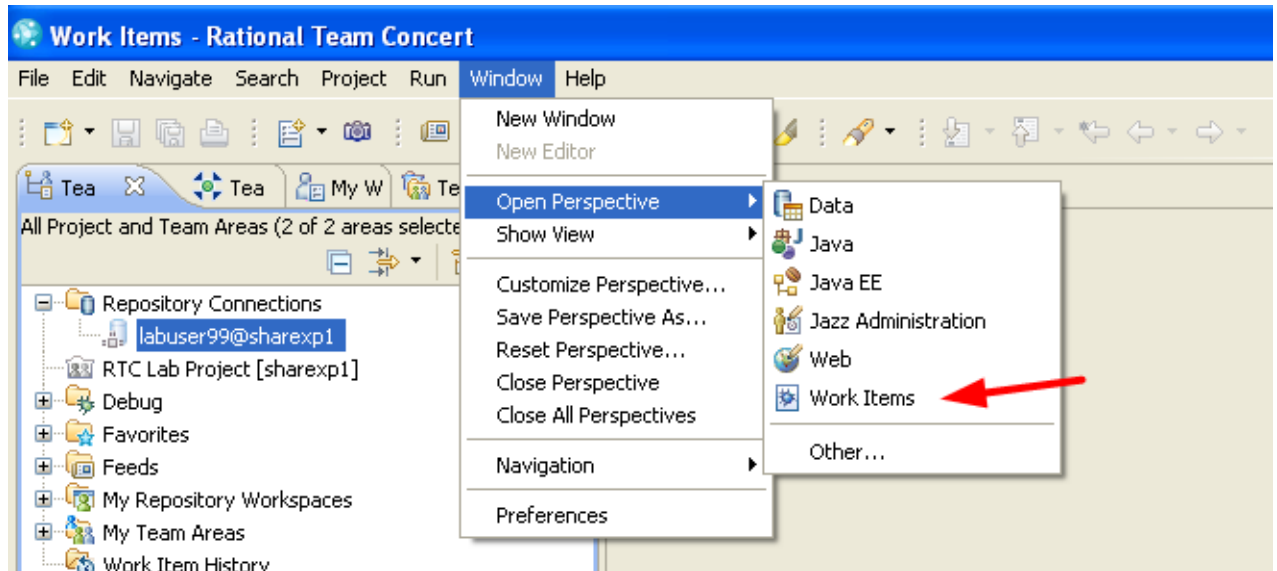 Work Items - Rational Team Concert
File Edit Navigate Search Project Run Window Help
New Window
New Editor
Tea Tea My W Te
Open Perspective
Data
All Project and Team Areas (2 of 2 areas selecte
Show View
Java
Customize Perspective...
Java EE
Repository Connections
Save Perspective As...
Jazz Administration
labuser99@sharexp1
Reset Perspective...
Web
RTC Lab Project [sharexp1]
Close Perspective
Work Items
Debug
Close All Perspectives
Favorites
Other...
Feeds
Navigation
My Repository Workspaces
Preferences
My Team Areas
Work Item History